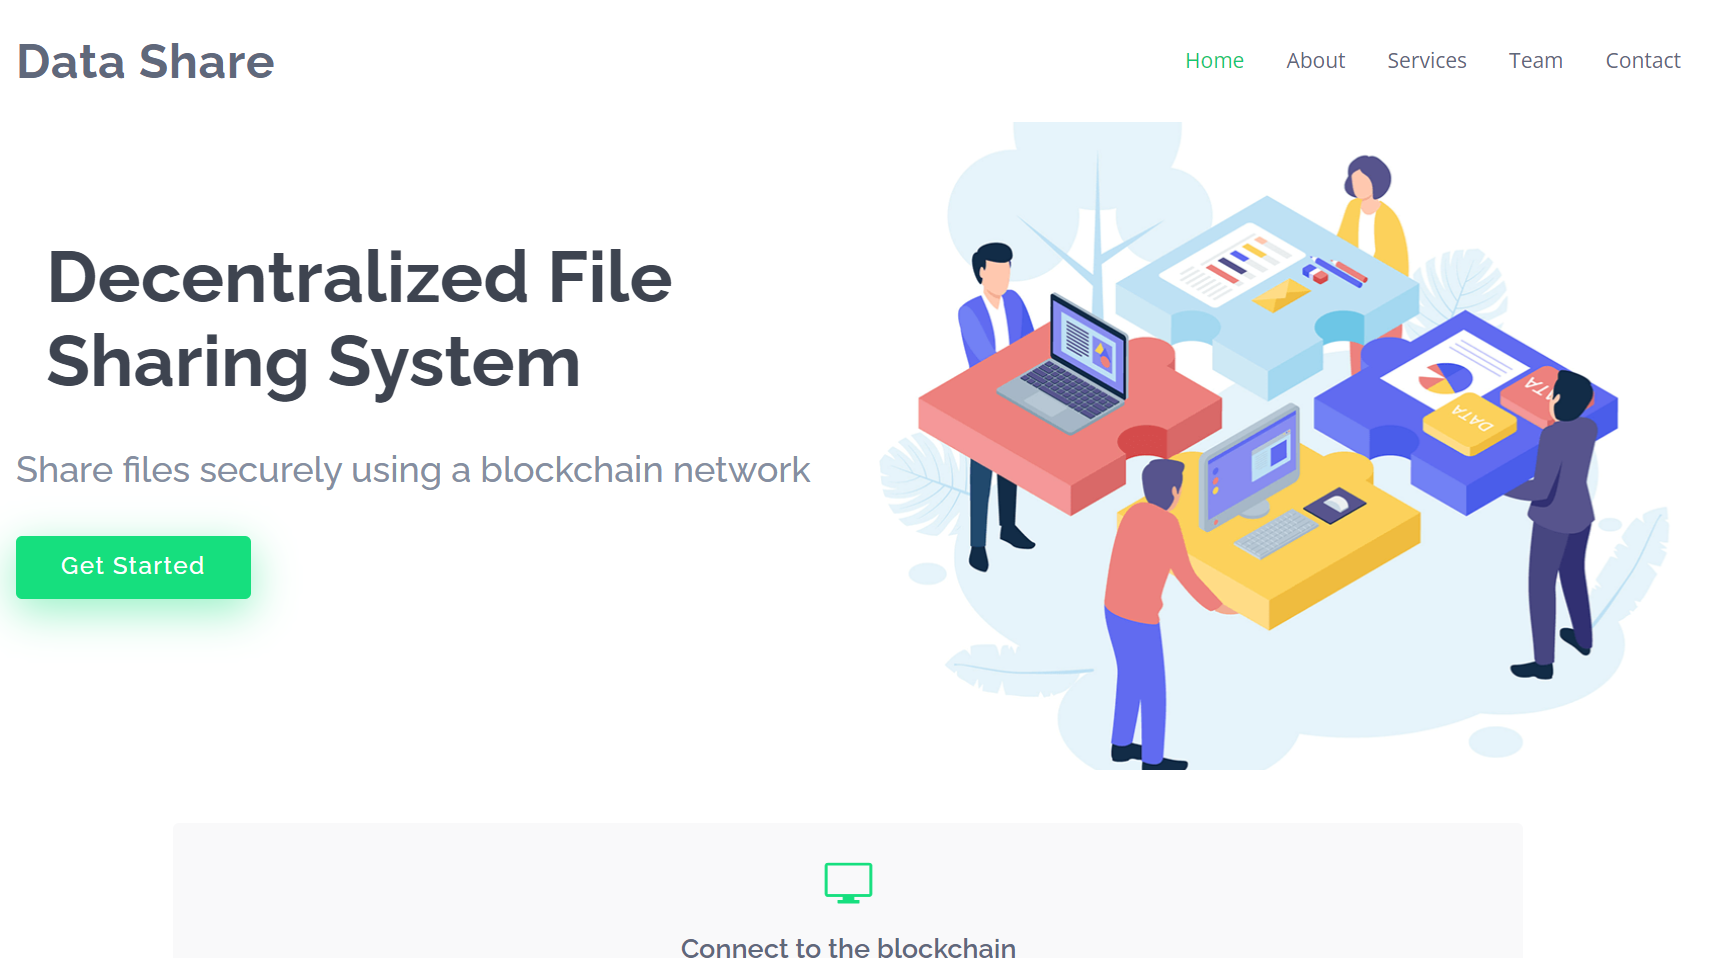 Data Share
Home
About
Services
Team
Contact
Decentralized File
Sharing System
Share files securely using a blockchain network
Get Started
DATA
DATA
Connect to the blockchain